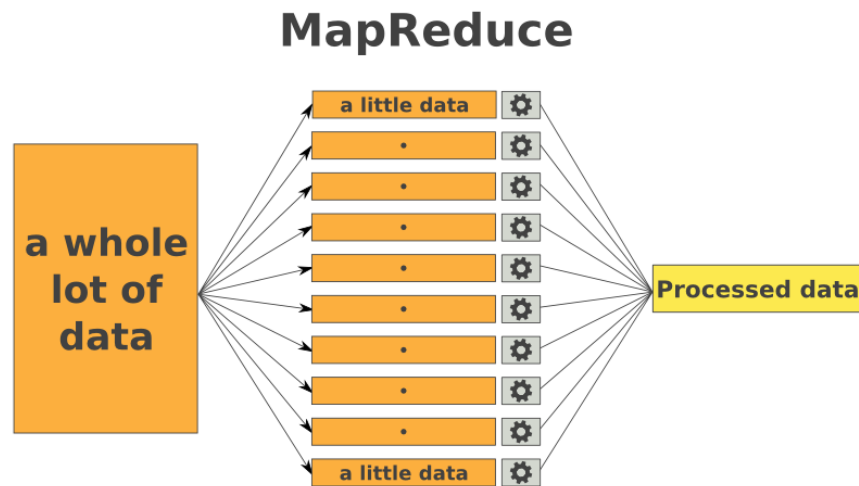 MapReduce
a whole
lot of
data
a little data
•
•
•
•
•
•
•
•
a little data
Processed data